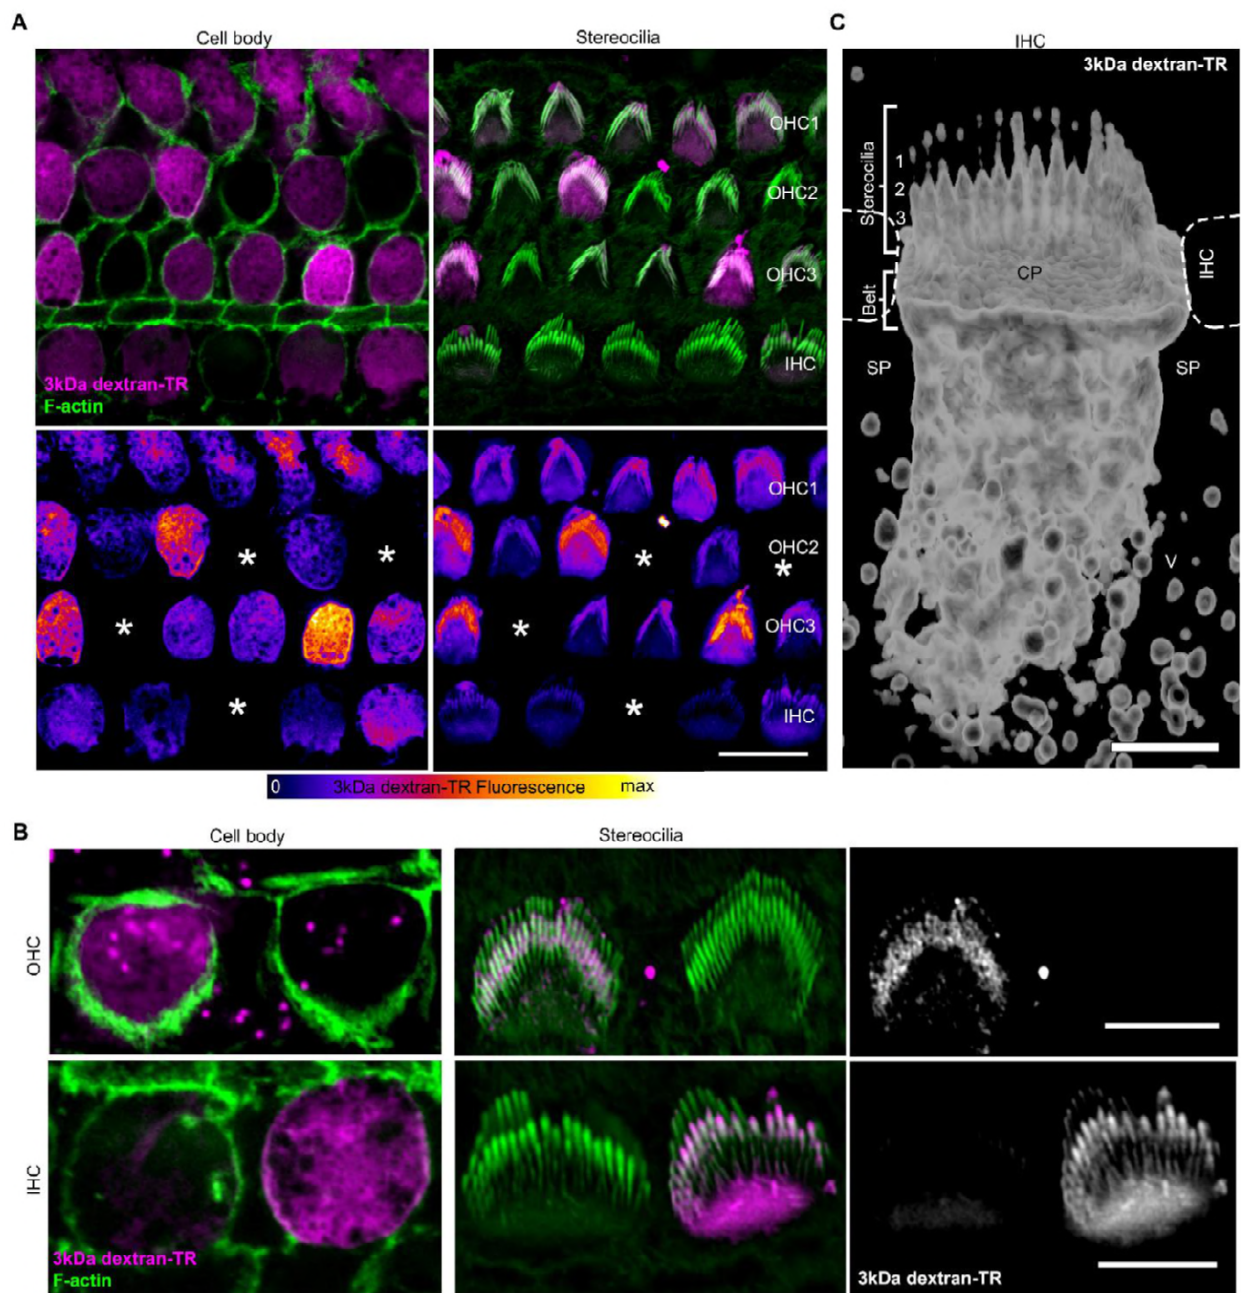 A
Cell body
Stereocilia
OHC1
OHC2
OHC3
IHC
3kDa dextran-TR
F-actin
OHC1
*
*
OHC2
*
*
*
*
OHC3
*
*
IHC
0 3kDa dextran-TR Fluorescence max
C
IHC
3kDa dextran-TR
Stereocilia
1
2
3
Belt
CP
IHC
SP
SP
V
B
Cell body
Stereocilia
OHC
IHC
3kDa dextran-TR
F-actin
3kDa dextran-TR